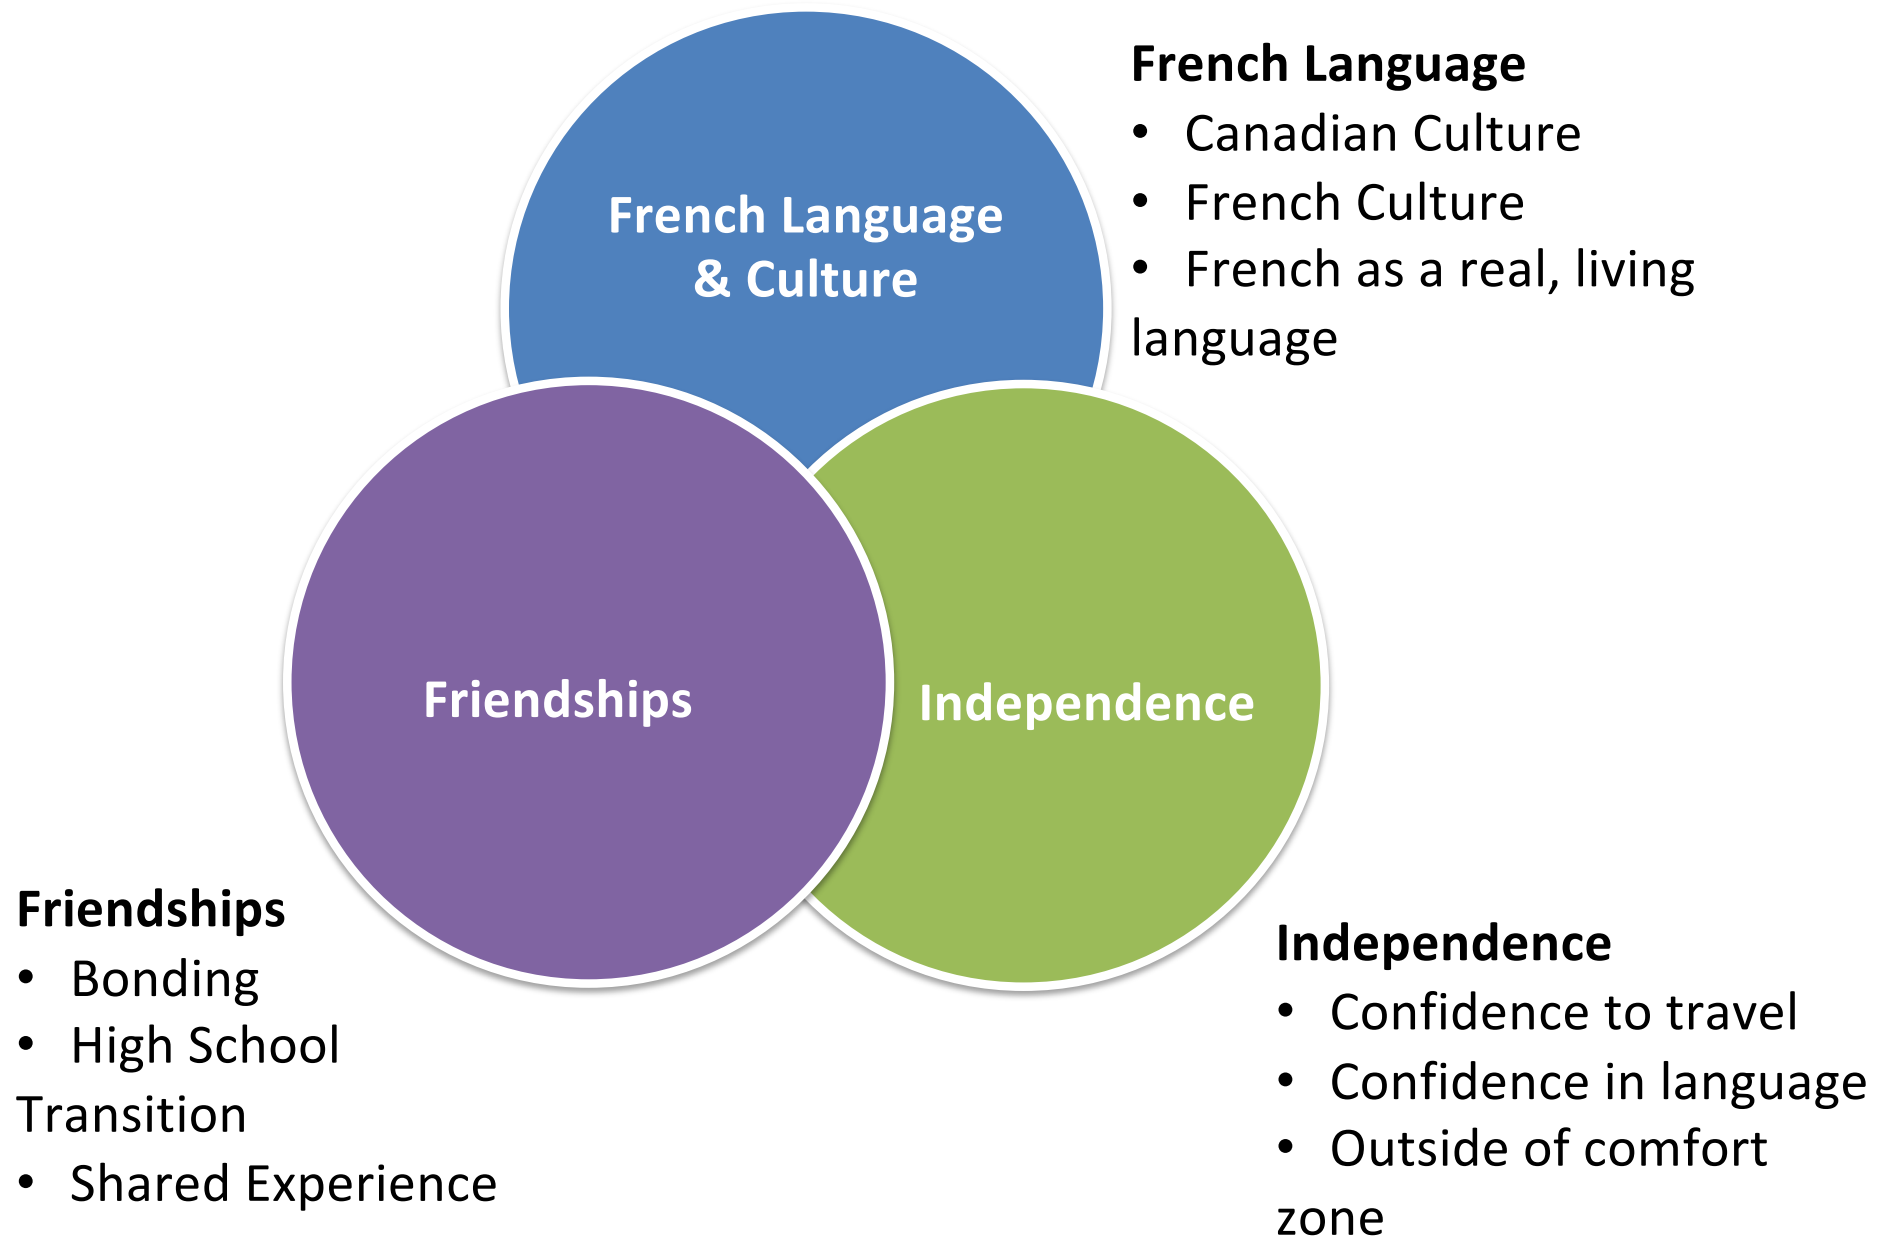 French Language
• Canadian Culture
• French Culture
• French as a real, living
language
French Language
& Culture
Friendships
Independence
Friendships
• Bonding
• High School
Transition
• Shared Experience
Independence
• Confidence to travel
• Confidence in language
• Outside of comfort
zone